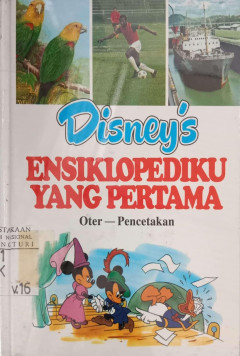 Disney's
ENSIKLOPEDIKU
YANG PERTAMA
Oter — Pencetakan
v.16